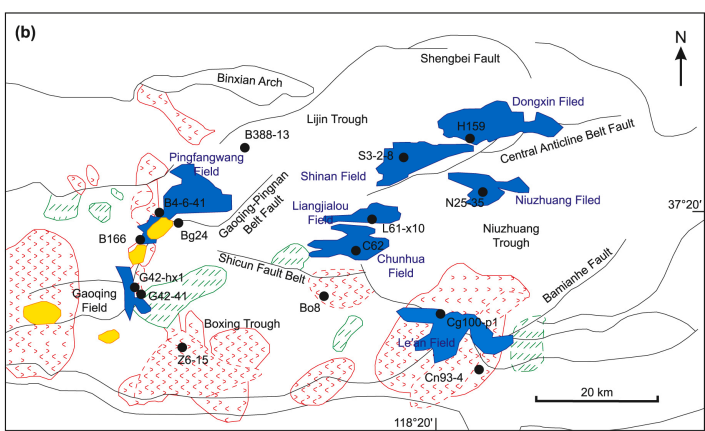 (b)
N
Shengbei Fault
Binxian Arch
Dongxin Filed
Lijin Trough
H159
B388-13
Central Anticline Belt Fault
S3-2-8
Pingfangwang
Field
Shinan Field
B4-6-41
Gaoqing-Pingnan
Belt Fault
Liangjialou
Field
N25-35
Niuzhuang Filed
37°20'
Bg24
L61-x10
B166
Niuzhuang
Trough
C62
Shicun Fault Belt
Chunhua
Field
Bamianhe Fault
G42-hx1
G42-41
Gaoqing
Field
Bo8
Boxing Trough
Cg100-p1
Le'an Field
Z6-15
Cn93-4
20 km
118°20'